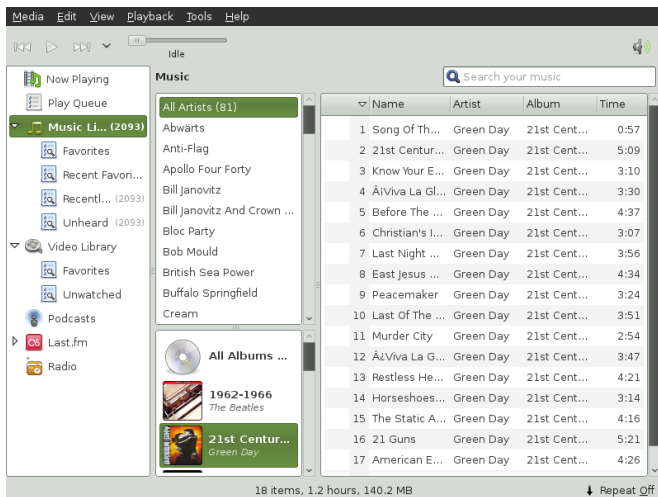 Media Edit View Playback Tools Help
Idle
Now Playing
Play Queue
Music Li... (2093)
Favorites
Recent Favori...
Recentl... (2093)
Unheard (2093)
Video Library
Favorites
Unwatched
Podcasts
Last.fm
Radio
Music
Search your music
All Artists (81)
Abwärts
Anti-Flag
Apollo Four Forty
Bill Janovitz
Bill Janovitz And Crown ...
Bloc Party
Bob Mould
British Sea Power
Buffalo Springfield
Cream
All Albums ...
1962-1966
The Beatles
21st Centur...
Green Day
Name Artist Album Time
1 Song Of Th... Green Day 21st Cent... 0:57
2 21st Centur... Green Day 21st Cent... 5:09
3 Know Your E... Green Day 21st Cent... 3:10
4 Â¡Viva La Gl... Green Day 21st Cent... 3:30
5 Before The ... Green Day 21st Cent... 4:37
6 Christian's I... Green Day 21st Cent... 3:07
7 Last Night ... Green Day 21st Cent... 3:56
8 East Jesus ... Green Day 21st Cent... 4:34
9 Peacemaker Green Day 21st Cent... 3:24
10 Last Of The ... Green Day 21st Cent... 3:51
11 Murder City Green Day 21st Cent... 2:54
12 Â¿Viva La G... Green Day 21st Cent... 3:47
13 Restless He... Green Day 21st Cent... 4:21
14 Horseshoes... Green Day 21st Cent... 3:14
15 The Static A... Green Day 21st Cent... 4:16
16 21 Guns Green Day 21st Cent... 5:21
17 American E... Green Day 21st Cent... 4:26
18 items, 1.2 hours, 140.2 MB
Repeat Off